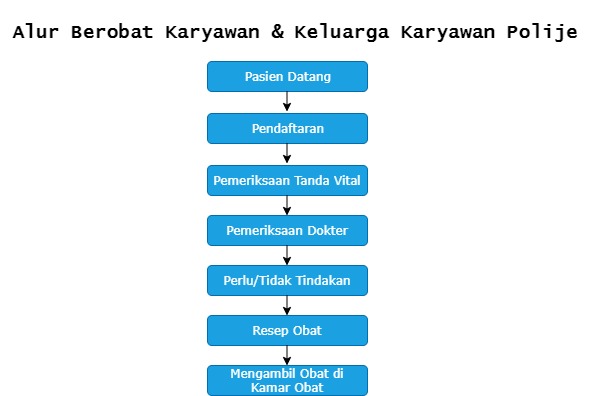 Alur Berobat Karyawan & Keluarga Karyawan Polije
Pasien Datang
Pendaftaran
Pemeriksaan Tanda Vital
Pemeriksaan Dokter
Perlu/Tidak Tindakan
Resep Obat
Mengambil Obat di
Kamar Obat